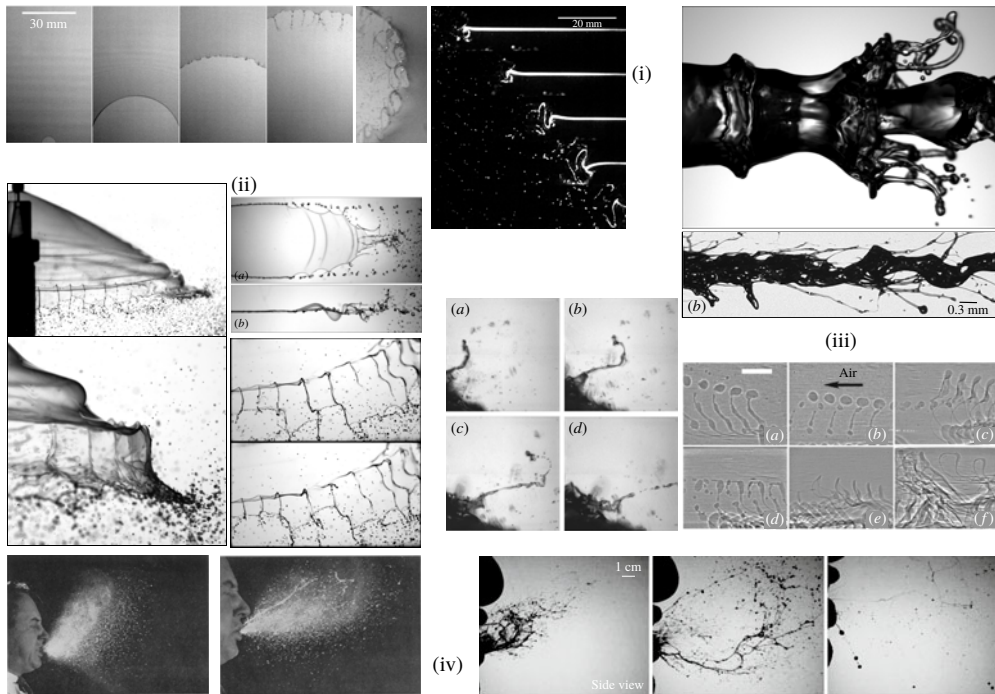 30 mm
20 mm
(i)
(ii)
(a)
(b)
(b)
0.3 mm
(iii)
(a)
(b)
(c)
(d)
Air
(a)
(b)
(c)
(d)
(e)
(f)
(iv)
1 cm
Side view